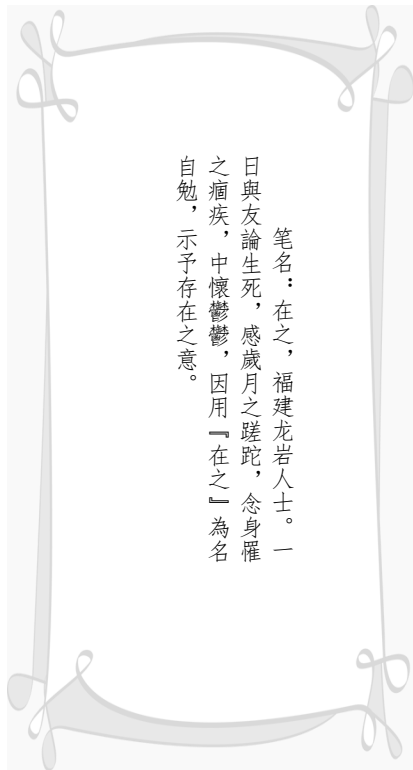 笔名：在之，福建龙岩人士。一
日與友論生死，感歲月之蹉跎，念身罹
之痼疾，中懷鬱鬱，因用『在之』為名
自勉，示予存在之意。